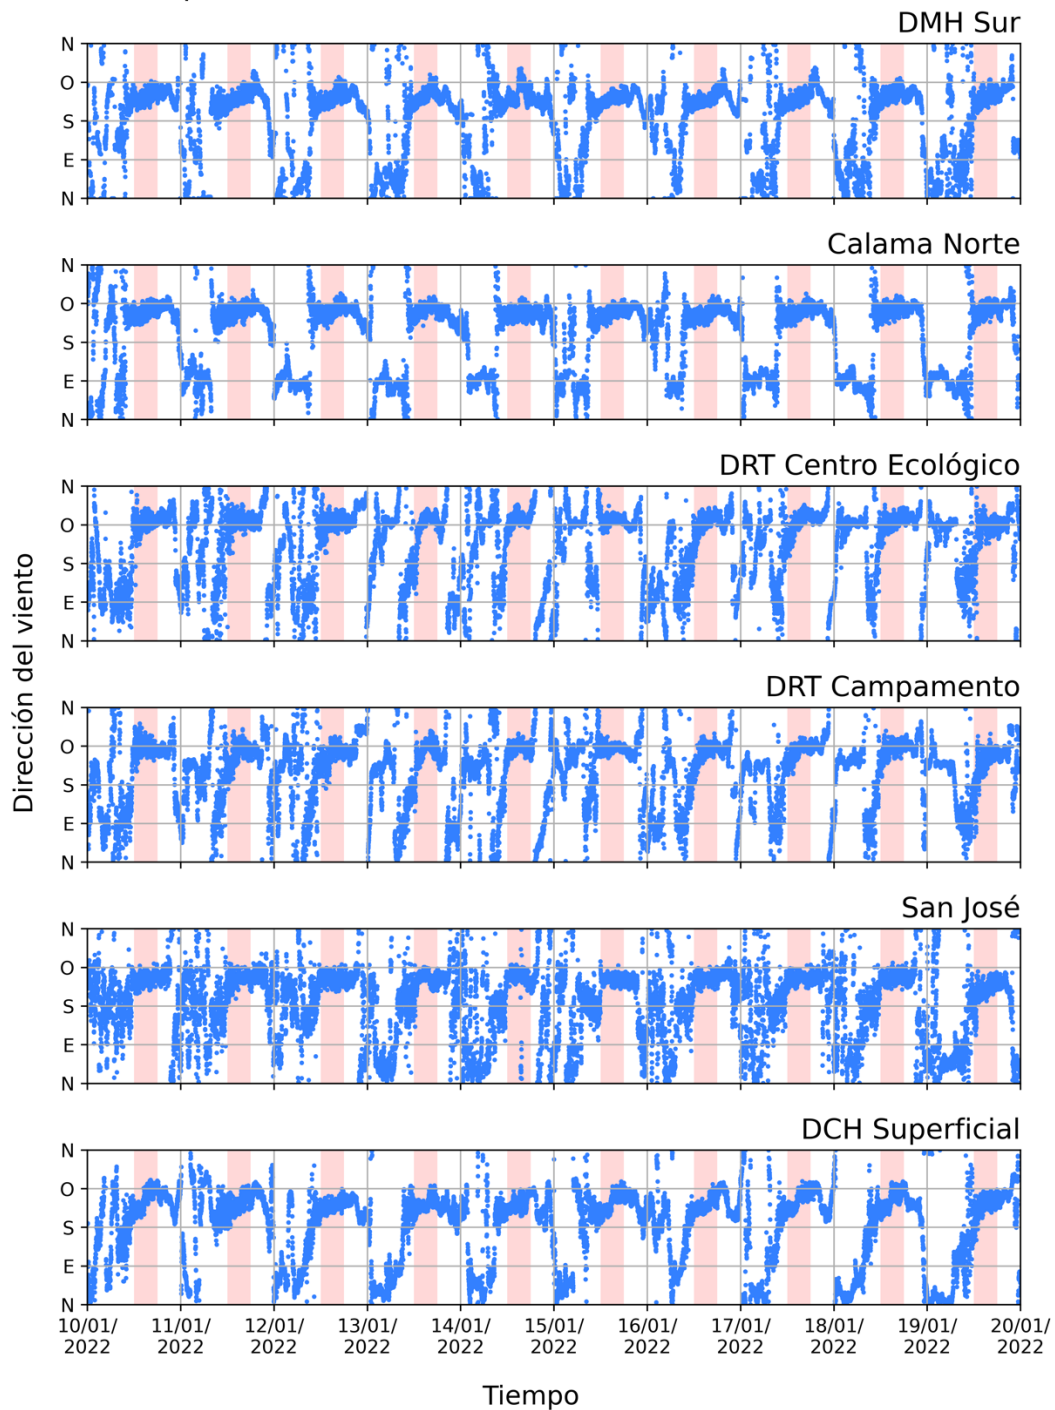 DMH Sur
N
O
S
E
N
Calama Norte
N
O
S
E
N
DRT Centro Ecológico
N
O
S
E
N
DRT Campamento
N
O
S
E
N
San José
N
O
S
E
N
DCH Superficial
N
O
S
E
N
Dirección del viento
10/01/ 11/01/ 12/01/ 13/01/ 14/01/ 15/01/ 16/01/ 17/01/ 18/01/ 19/01/ 20/01/
2022 2022 2022 2022 2022 2022 2022 2022 2022 2022 2022
Tiempo